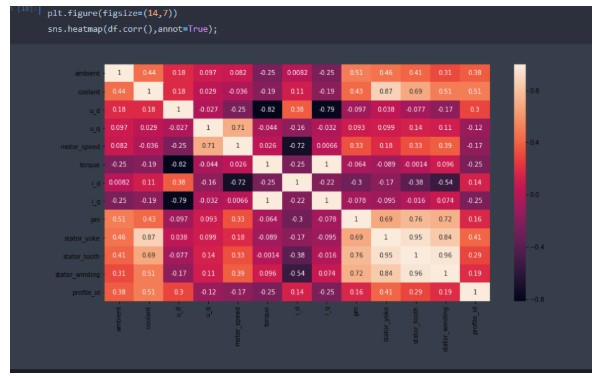 [18]
plt.figure(figsize=(14,7))
sns.heatmap(df.corr(),annot=True);
ambient 1 0.44 0.18 0.097 0.082 -0.25 0.0082 -0.25 0.51 0.46 0.41 0.31 0.38
coolant 0.44 1 0.18 0.029 -0.036 -0.19 0.11 -0.19 0.43 0.87 0.69 0.51 0.51
u_d 0.18 0.18 1 -0.027 -0.25 -0.82 0.38 -0.79 -0.097 0.038 -0.077 -0.17 0.3
u_q 0.097 0.029 -0.027 1 0.71 -0.044 -0.16 -0.032 0.093 0.099 0.14 0.11 -0.12
motor_speed 0.082 -0.036 -0.25 0.71 1 0.026 -0.72 0.0066 0.33 0.18 0.33 0.39 -0.17
torque -0.25 -0.19 -0.82 -0.044 0.026 1 -0.25 1 -0.064 -0.089 -0.0014 0.096 -0.25
i_d 0.0082 0.11 0.38 -0.16 -0.72 -0.25 1 -0.22 -0.3 -0.17 -0.38 -0.54 0.14
i_q -0.25 -0.19 -0.79 -0.032 0.0066 1 -0.22 1 -0.078 -0.095 -0.016 0.074 -0.25
pm 0.51 0.43 -0.097 0.093 0.33 -0.064 -0.3 -0.078 1 0.69 0.76 0.72 0.16
stator_yoke 0.46 0.87 0.038 0.099 0.18 -0.089 -0.17 -0.095 0.69 1 0.95 0.84 0.41
stator_tooth 0.41 0.69 -0.077 0.14 0.33 -0.0014 -0.38 -0.016 0.76 0.95 1 0.96 0.29
stator_winding 0.31 0.51 -0.17 0.11 0.39 0.096 -0.54 0.074 0.72 0.84 0.96 1 0.19
profile_id 0.38 0.51 0.3 -0.12 -0.17 -0.25 0.14 -0.25 0.16 0.41 0.29 0.19 1
ambient coolant u_d u_q motor_speed torque i_d i_q pm stator_yoke stator_tooth stator_winding profile_id
0.8
0.4
0.0
-0.4
-0.8